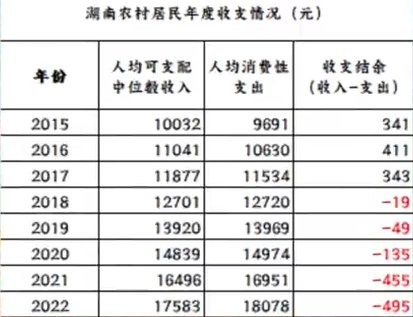 湖南农村居民年度收支情况（元）
年份 人均可支配中位数收入 人均消费性支出 收支结余（收入-支出）
2015 10032 9691 341
2016 11041 10630 411
2017 11877 11534 343
2018 12701 12720 -19
2019 13920 13969 -49
2020 14839 14974 -135
2021 16496 16951 -455
2022 17583 18078 -495